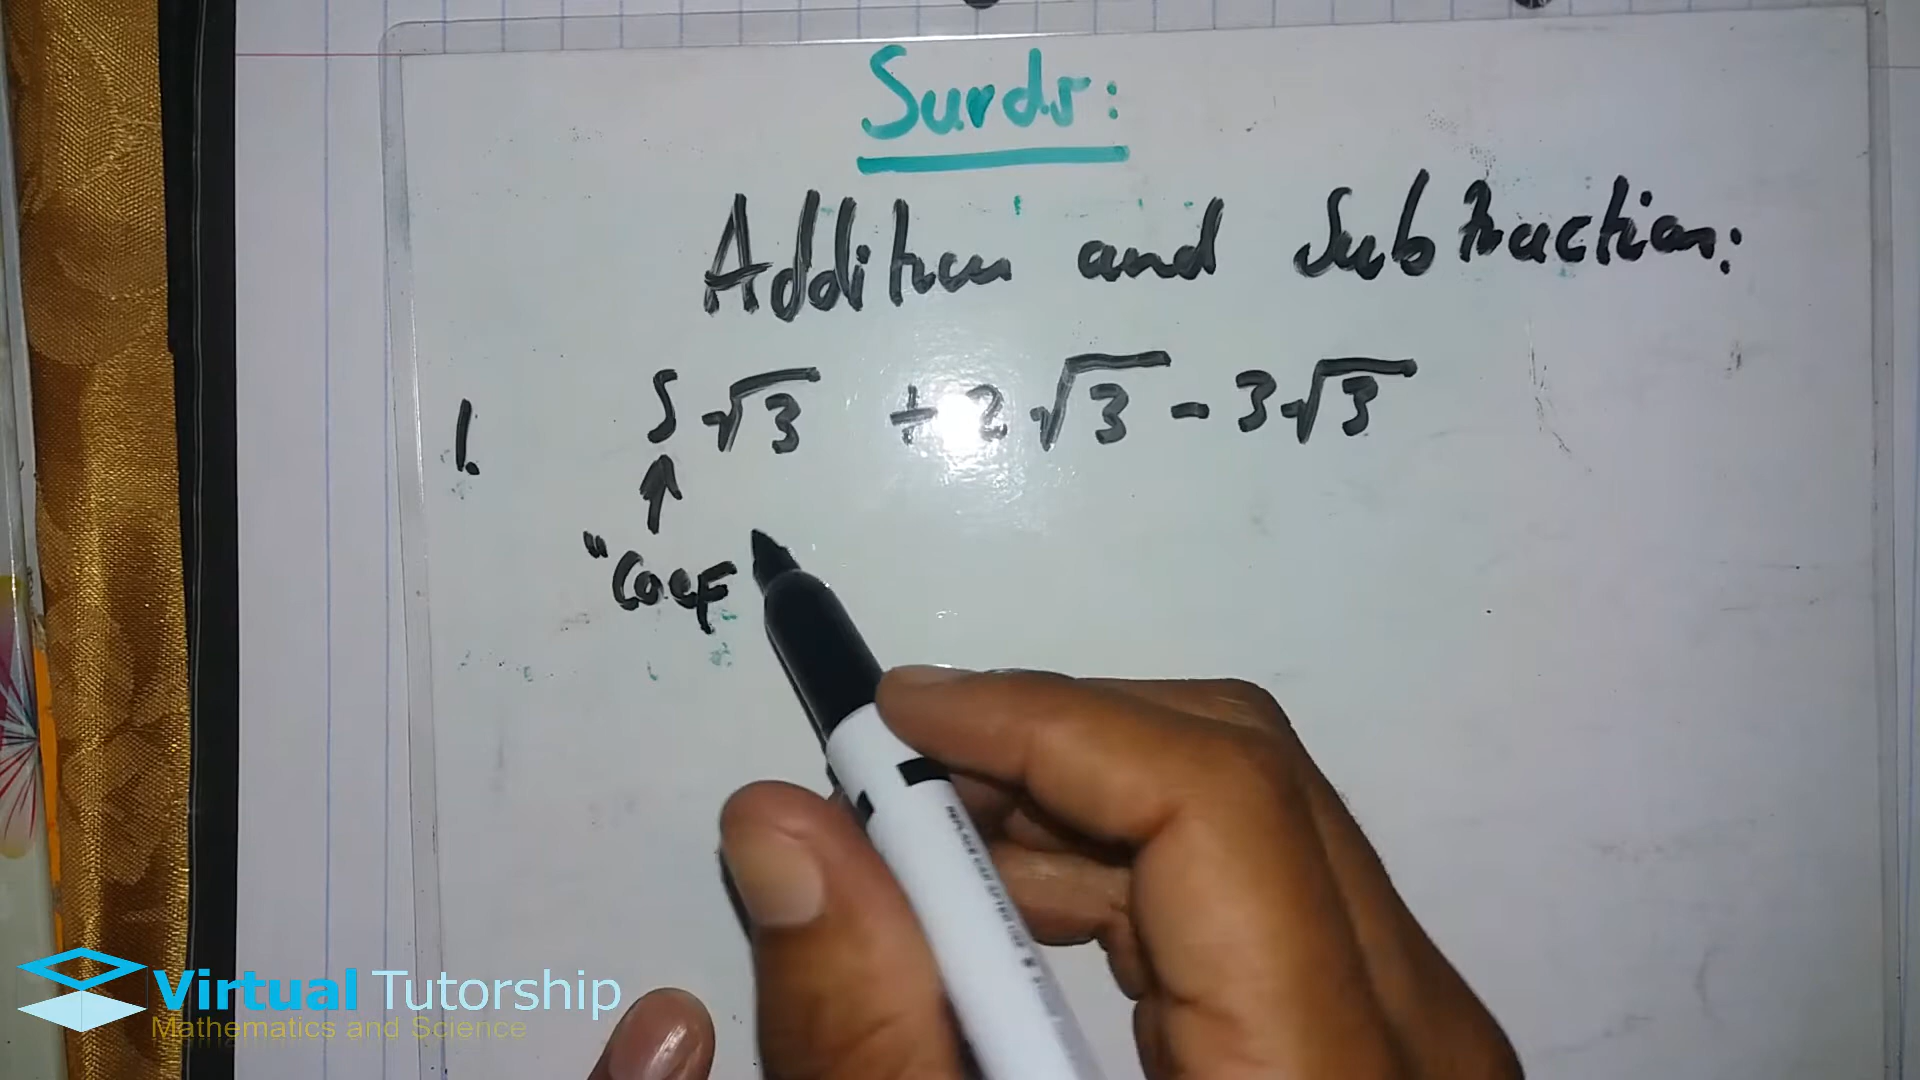 Surds:
Addition and Subtraction:
1. 5√3 + 2√3 - 3√3
↑
"Coef
Virtual Tutorship
Mathematics and Science